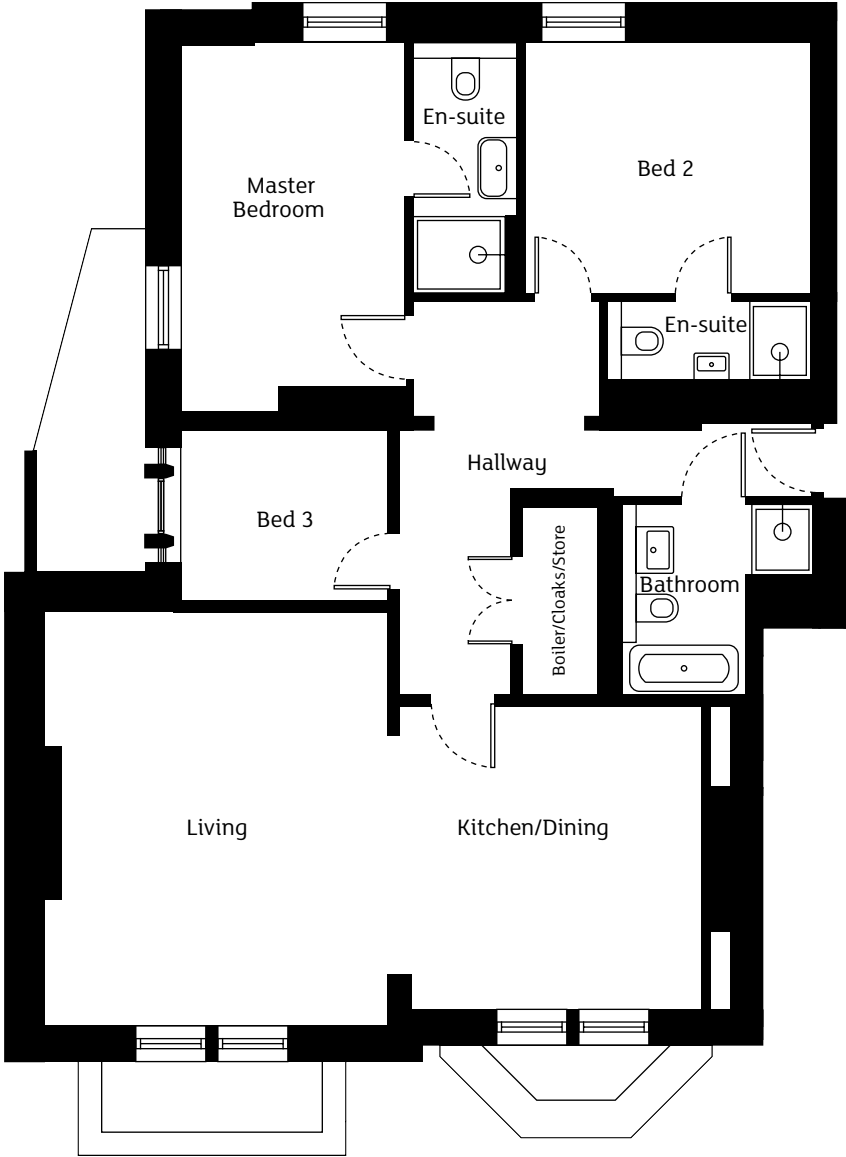 En-suite
Master
Bedroom
Bed 2
En-suite
Hallway
Bed 3
Boiler/Cloaks/Store
Bathroom
Living
Kitchen/Dining